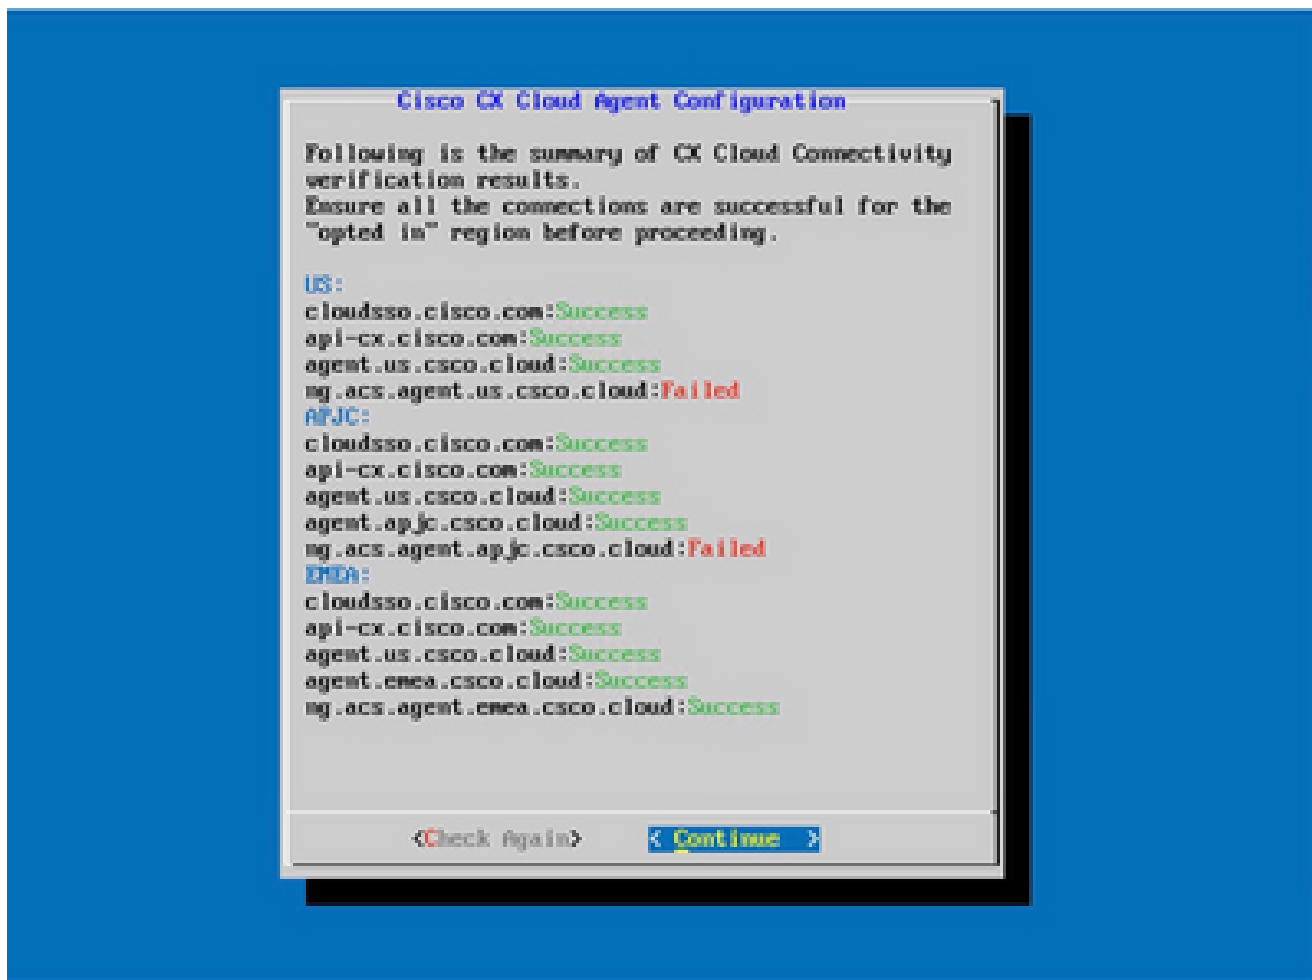 Cisco CX Cloud Agent Configuration
Following is the summary of CX Cloud Connectivity
verification results.
Ensure all the connections are successful for the
"opted in" region before proceeding.
US:
cloudsso.cisco.com:Success
api-cx.cisco.com:Success
agent.us.csco.cloud:Success
ng.acs.agent.us.csco.cloud:Failed
APJC:
cloudsso.cisco.com:Success
api-cx.cisco.com:Success
agent.us.csco.cloud:Success
agent.apjc.csco.cloud:Success
ng.acs.agent.apjc.csco.cloud:Failed
EMEA:
cloudsso.cisco.com:Success
api-cx.cisco.com:Success
agent.us.csco.cloud:Success
agent.emea.csco.cloud:Success
ng.acs.agent.emea.csco.cloud:Success
<Check Again> < Continue >